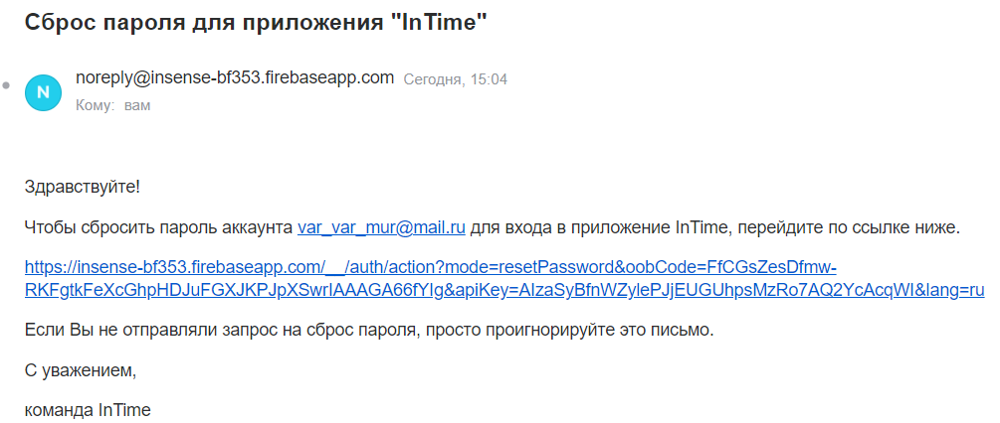 Сброс пароля для приложения "InTime"
N
noreply@insense-bf353.firebaseapp.com Сегодня, 15:04
Кому: вам
Здравствуйте!
Чтобы сбросить пароль аккаунта var_var_mur@mail.ru для входа в приложение InTime, перейдите по ссылке ниже.
https://insense-bf353.firebaseapp.com/__/auth/action?mode=resetPassword&oobCode=FfCGsZesDfmw-
RKFgtkFeXcGhpHDJuFGXJKPJpXSwrIAAAGA66fYIg&apiKey=AIzaSyBfnWZylePJjEUGUhpsMzRo7AQ2YcAcqWI&lang=ru
Если Вы не отправляли запрос на сброс пароля, просто проигнорируйте это письмо.
С уважением,
команда InTime